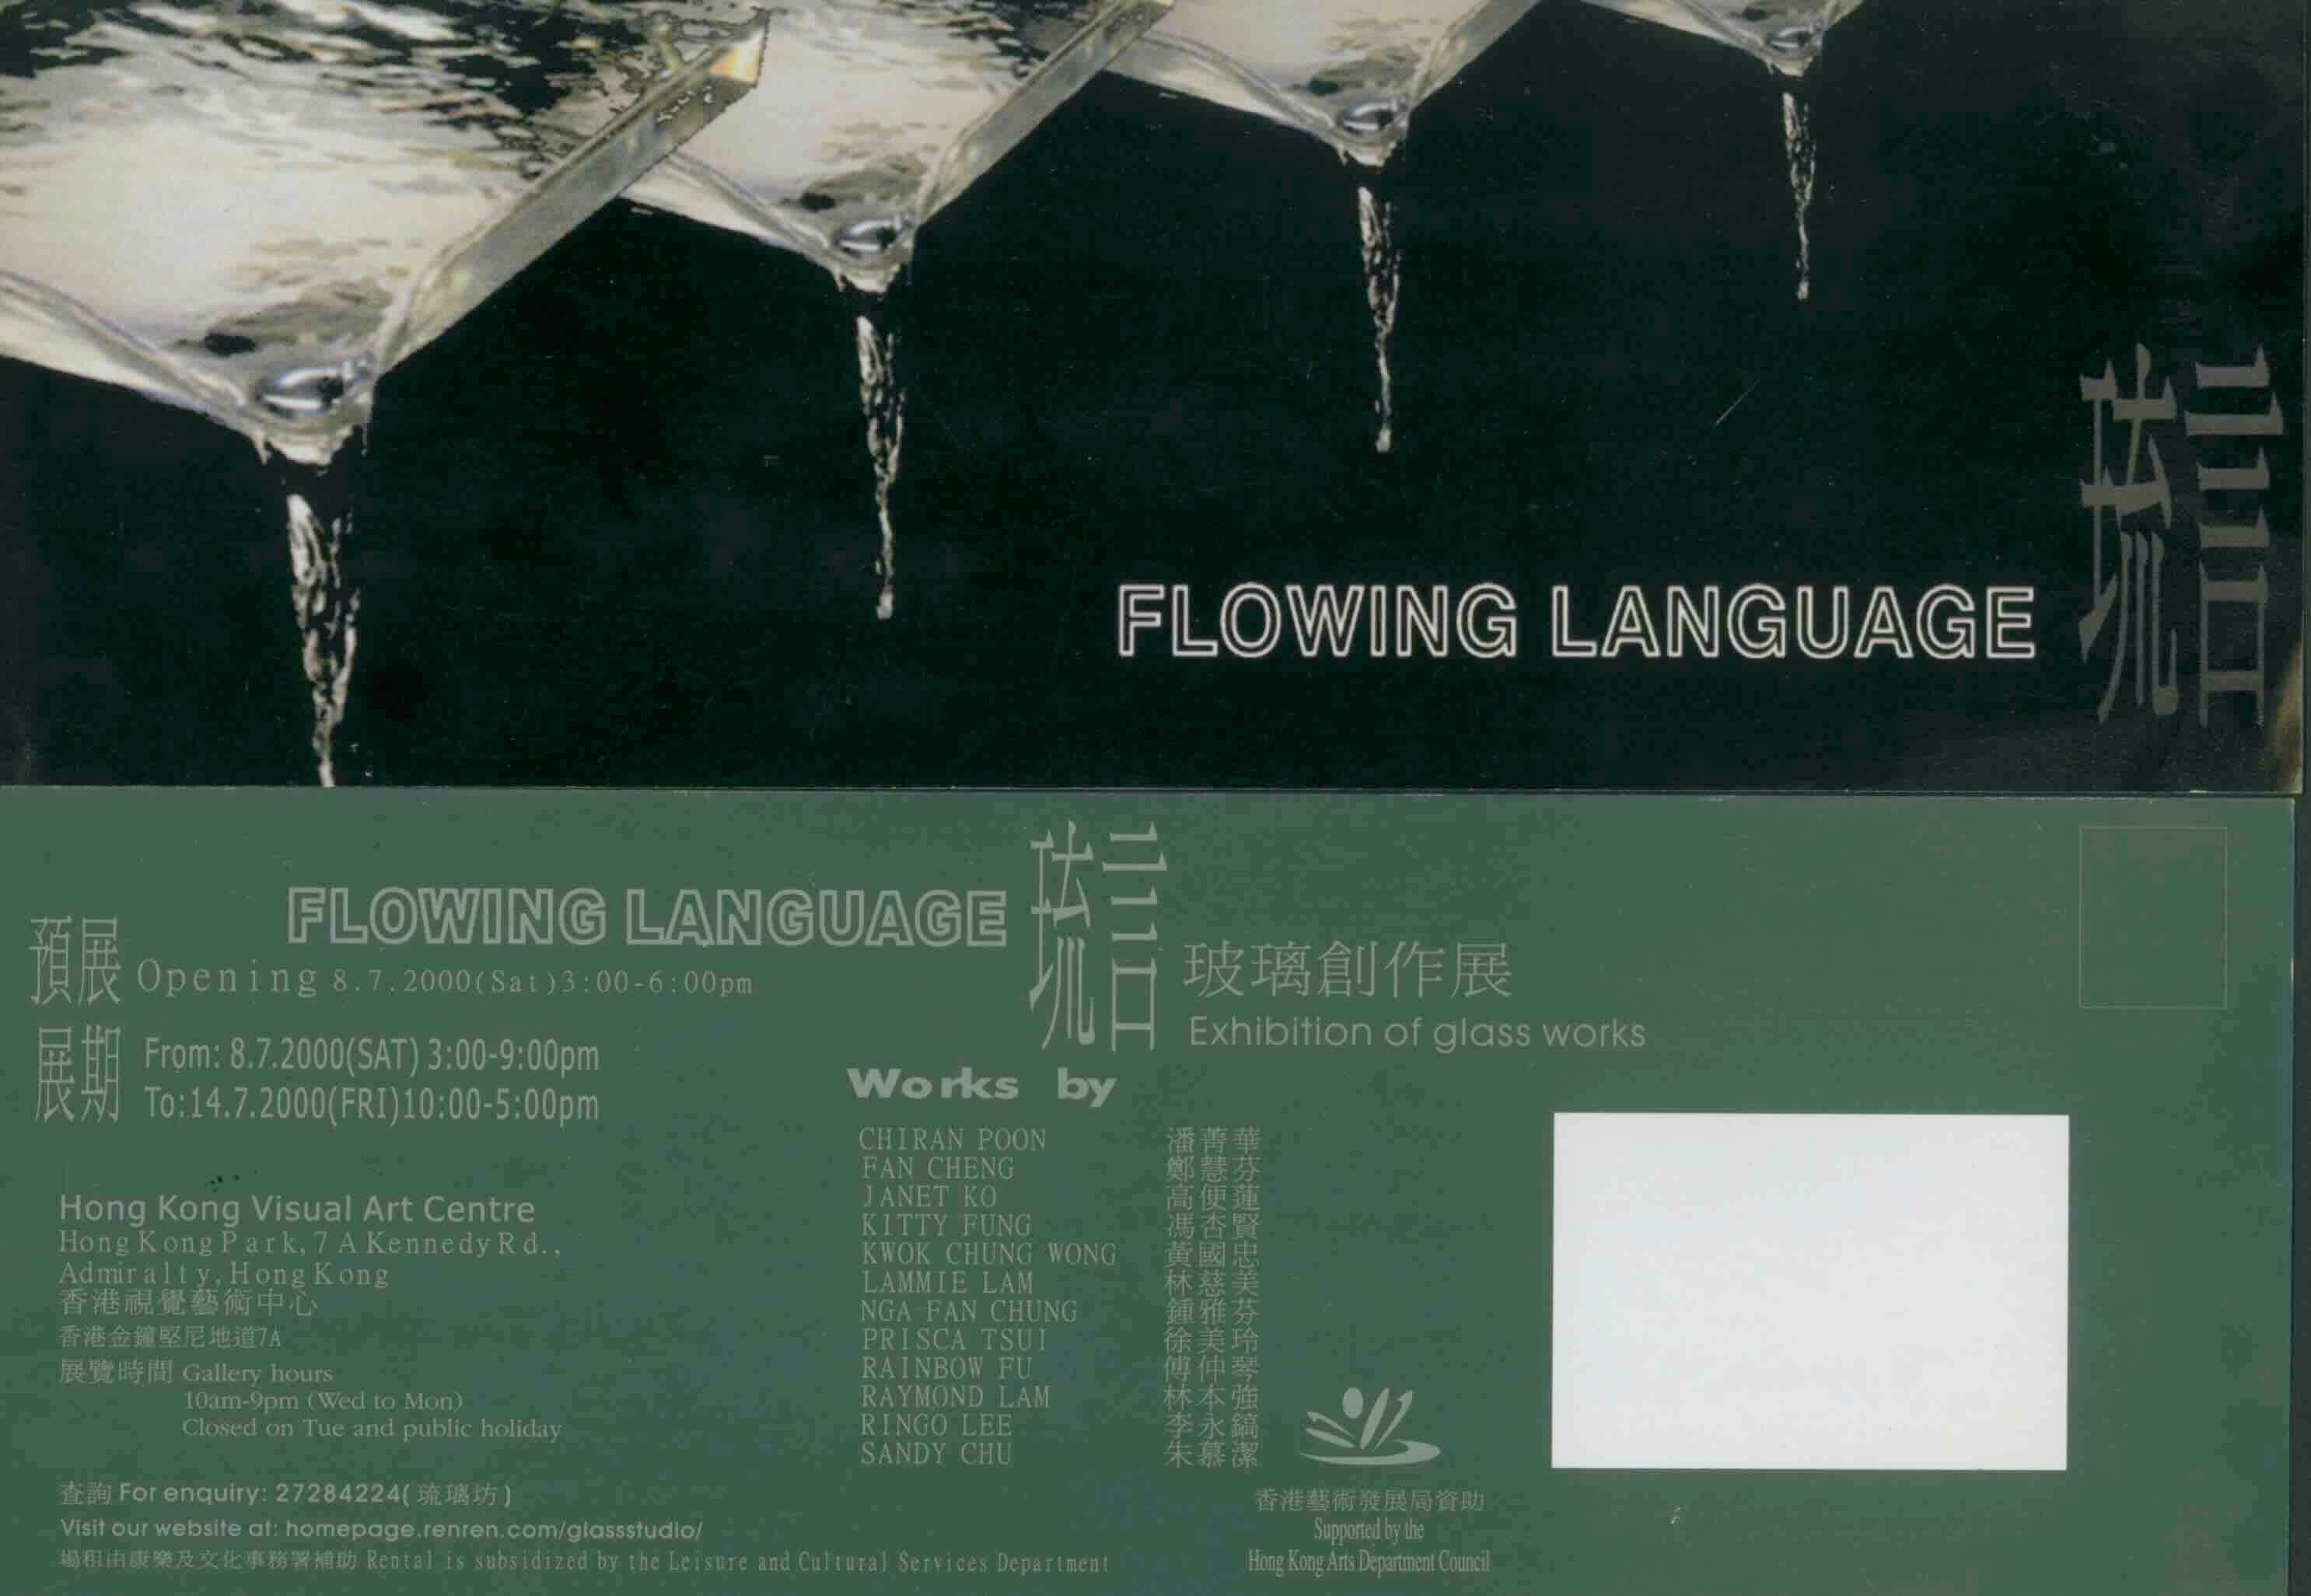 FLOWING LANGUAGE
琉言
FLOWING LANGUAGE
琉言
玻璃創作展
Exhibition of glass works
預展 Opening 8.7.2000(Sat)3:00-6:00pm
展期 From: 8.7.2000(SAT) 3:00-9:00pm
To:14.7.2000(FRI)10:00-5:00pm
Hong Kong Visual Art Centre
Hong Kong Park, 7 A Kennedy Rd.,
Admiralty, Hong Kong
香港視覺藝術中心
香港金鐘堅尼地道7A
展覽時間 Gallery hours
10am-9pm (Wed to Mon)
Closed on Tue and public holiday
查詢 For enquiry: 27284224( 琉璃坊 )
Visit our website at: homepage.renren.com/glassstudio/
場租由康樂及文化事務署補助 Rental is subsidized by the Leisure and Cultural Services Department
Works by
CHIRAN POON 潘菁華
FAN CHENG 鄭慧芬
JANET KO 高便蓮
KITTY FUNG 馮杏賢
KWOK CHUNG WONG 黃國忠
LAMMIE LAM 林慈美
NGA FAN CHUNG 鍾雅芬
PRISCA TSUI 徐美玲
RAINBOW FU 傅仲琴
RAYMOND LAM 林本強
RINGO LEE 李永鎬
SANDY CHU 朱慕潔
香港藝術發展局資助
Supported by the
Hong Kong Arts Department Council